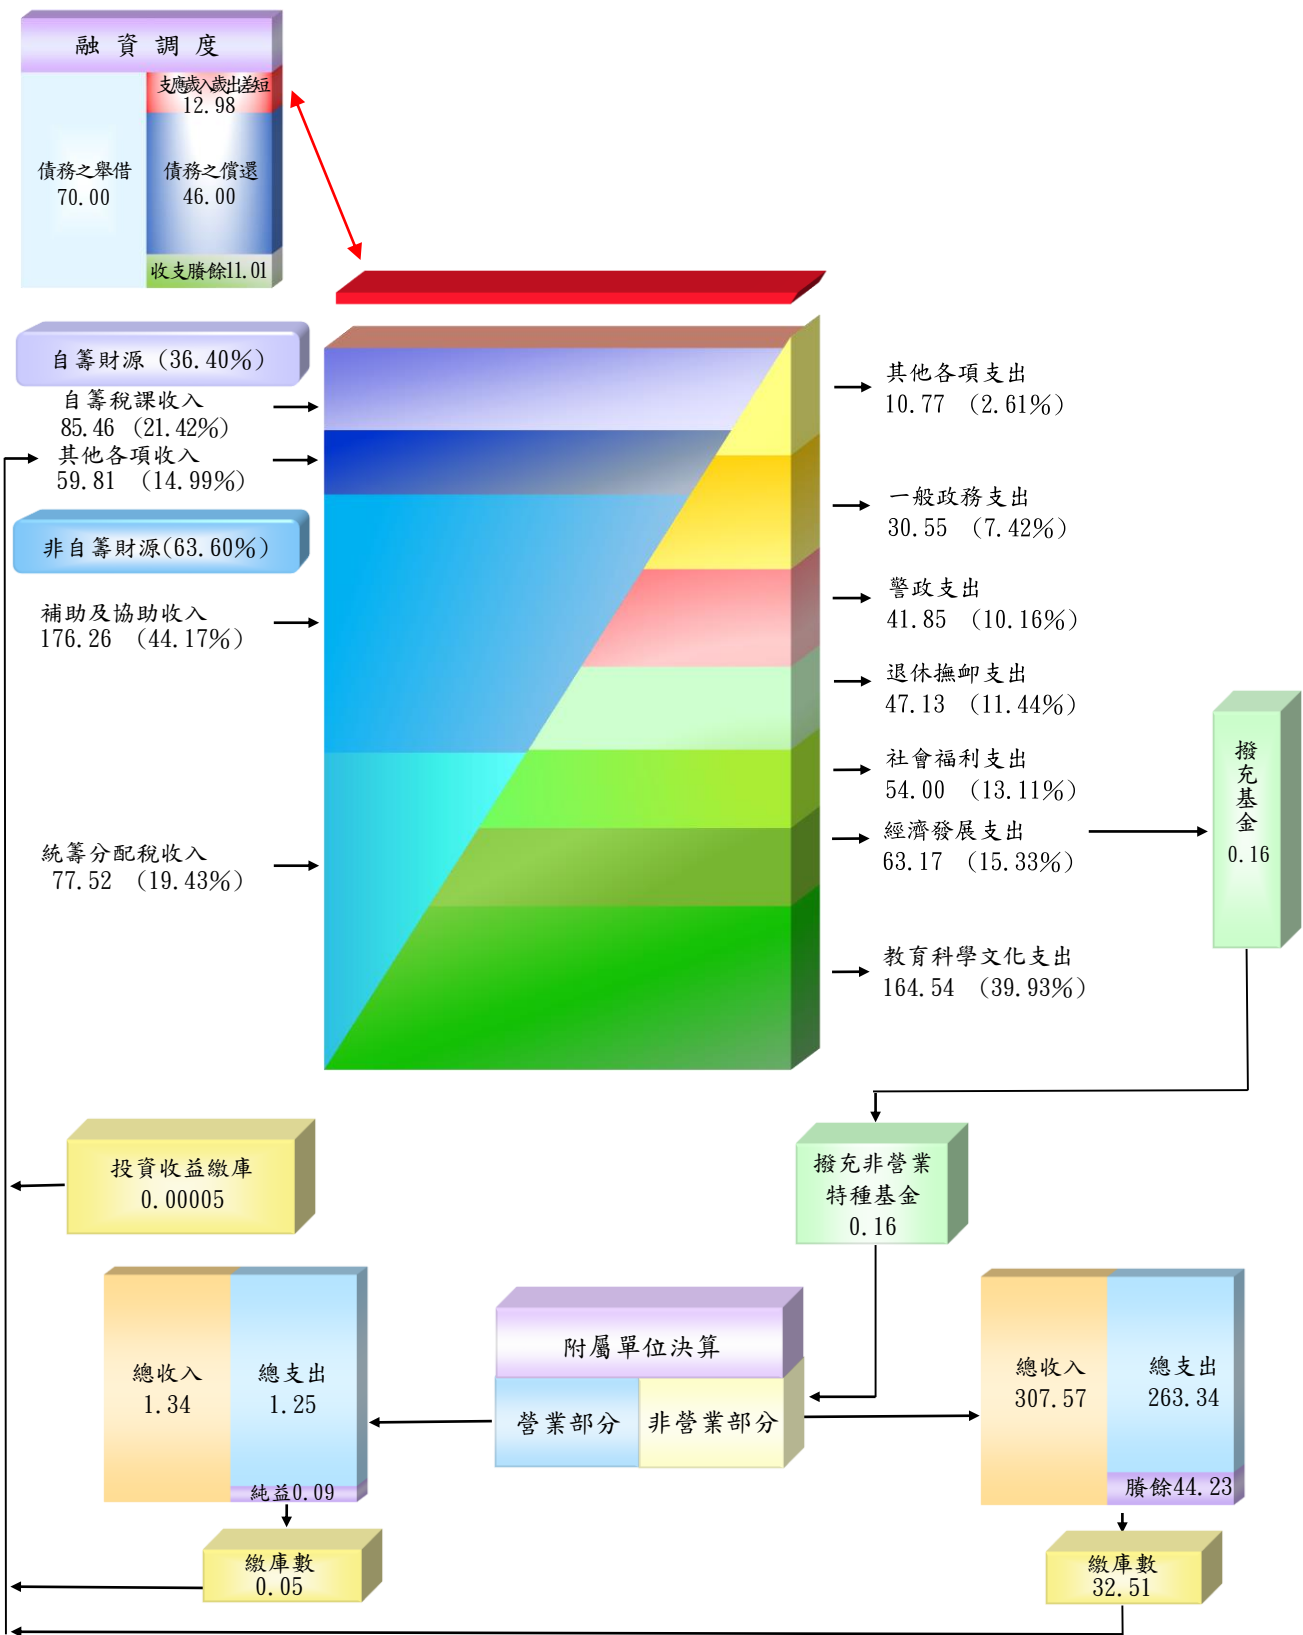 融資調度
支應歲入歲出差短
12.98
債務之舉借
70.00
債務之償還
46.00
收支賸餘11.01
自籌財源 (36.40%)
自籌稅課收入
85.46 (21.42%)
其他各項收入
59.81 (14.99%)
非自籌財源(63.60%)
補助及協助收入
176.26 (44.17%)
統籌分配稅收入
77.52 (19.43%)
其他各項支出
10.77 (2.61%)
一般政務支出
30.55 (7.42%)
警政支出
41.85 (10.16%)
退休撫卹支出
47.13 (11.44%)
社會福利支出
54.00 (13.11%)
經濟發展支出
63.17 (15.33%)
教育科學文化支出
164.54 (39.93%)
撥充基金
0.16
投資收益繳庫
0.00005
撥充非營業
特種基金
0.16
總收入
1.34
總支出
1.25
純益0.09
繳庫數
0.05
附屬單位決算
營業部分
非營業部分
總收入
307.57
總支出
263.34
賸餘44.23
繳庫數
32.51